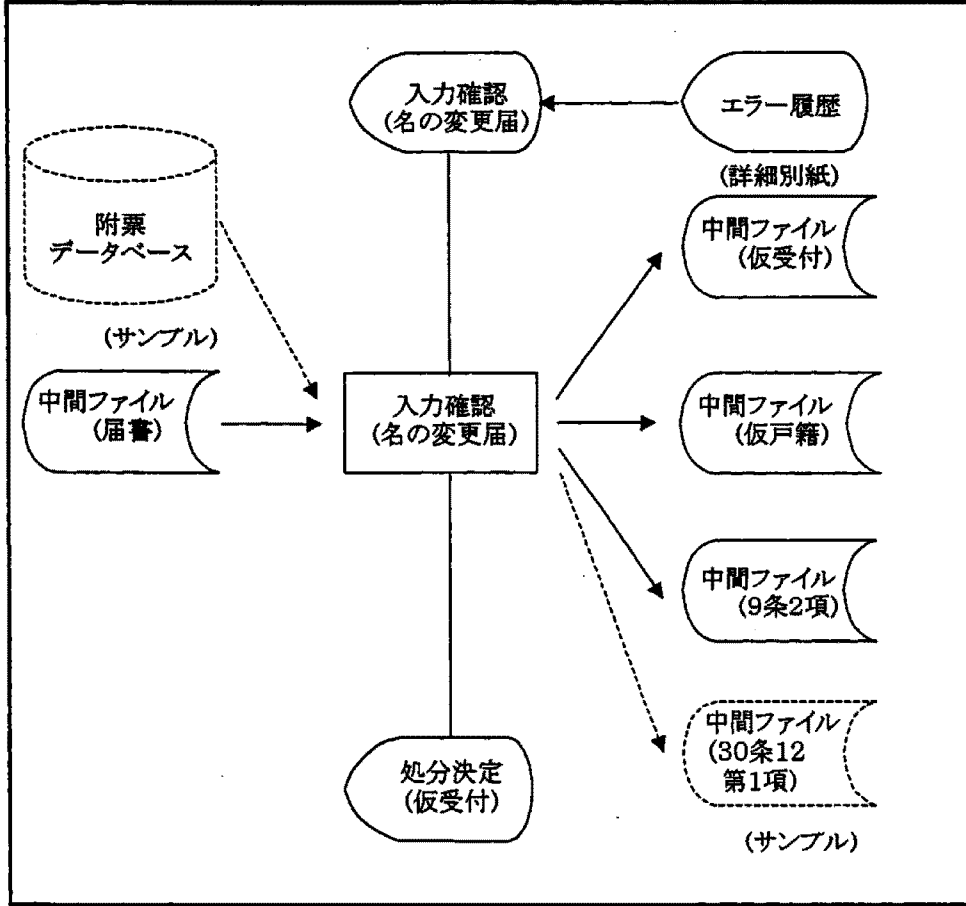 入力確認
(名の変更届)
エラー履歴
(詳細別紙)
附票
データベース
(サンプル)
中間ファイル
(仮受付)
中間ファイル
(届書)
入力確認
(名の変更届)
中間ファイル
(仮戸籍)
中間ファイル
(9条2項)
処分決定
(仮受付)
中間ファイル
(30条12
第1項)
(サンプル)